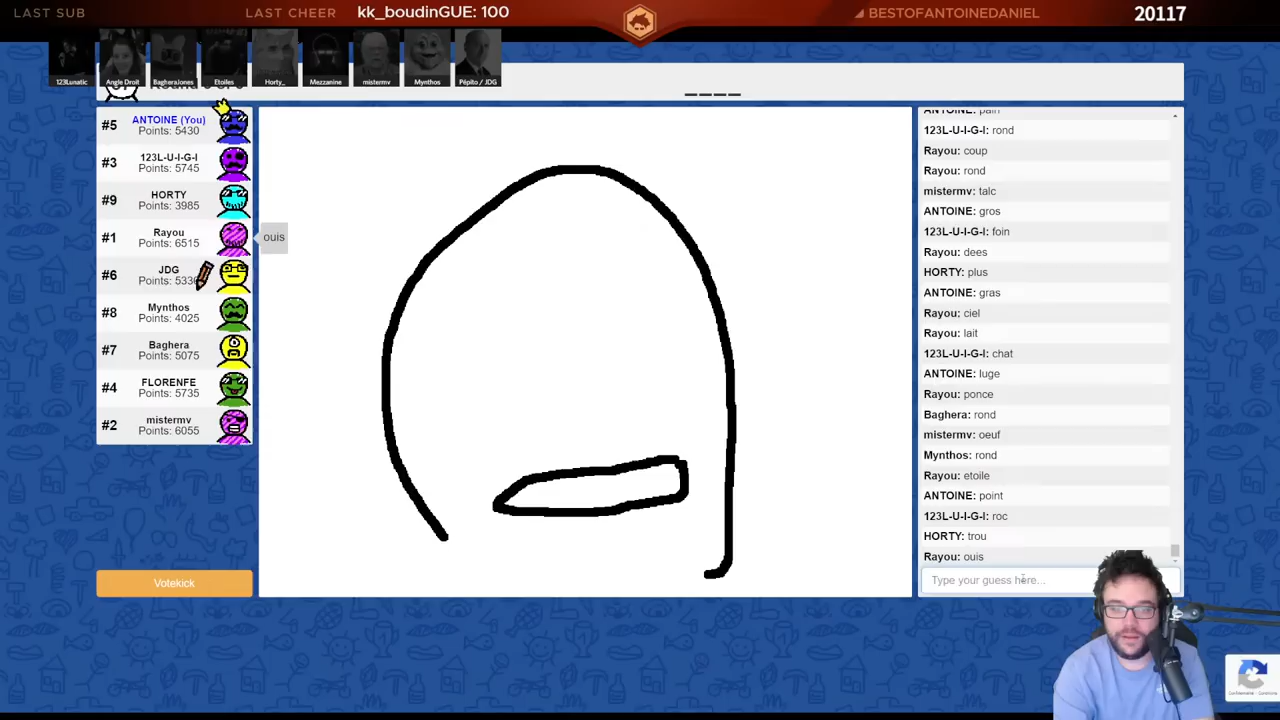 LAST SUB
LAST CHEER kk_boudinGUE: 100
BESTOFANTOINEDANIEL
20117
123Lunatic
Angle Droit
BagheraJones
Etoiles
Horty_
Mezzanine
mistermv
Mynthos
Pépito / JDG
#5 ANTOINE (You)
Points: 5430
#3 123L-U-I-G-I
Points: 5745
#9 HORTY
Points: 3985
#1 Rayou
Points: 6515
ouis
#6 JDG
#8 Mynthos
Points: 4025
#7 Baghera
Points: 5075
#4 FLORENFE
Points: 5735
#2 mistermv
Points: 6055
Votekick
ANTOINE: pain
123L-U-I-G-I: rond
Rayou: coup
Rayou: rond
mistermv: talc
ANTOINE: gros
123L-U-I-G-I: foin
Rayou: dees
HORTY: plus
ANTOINE: gras
Rayou: ciel
Rayou: lait
123L-U-I-G-I: chat
ANTOINE: luge
Rayou: ponce
Baghera: rond
mistermv: oeuf
Mynthos: rond
Rayou: etoile
ANTOINE: point
123L-U-I-G-I: roc
HORTY: trou
Rayou: ouis
Type your guess here...